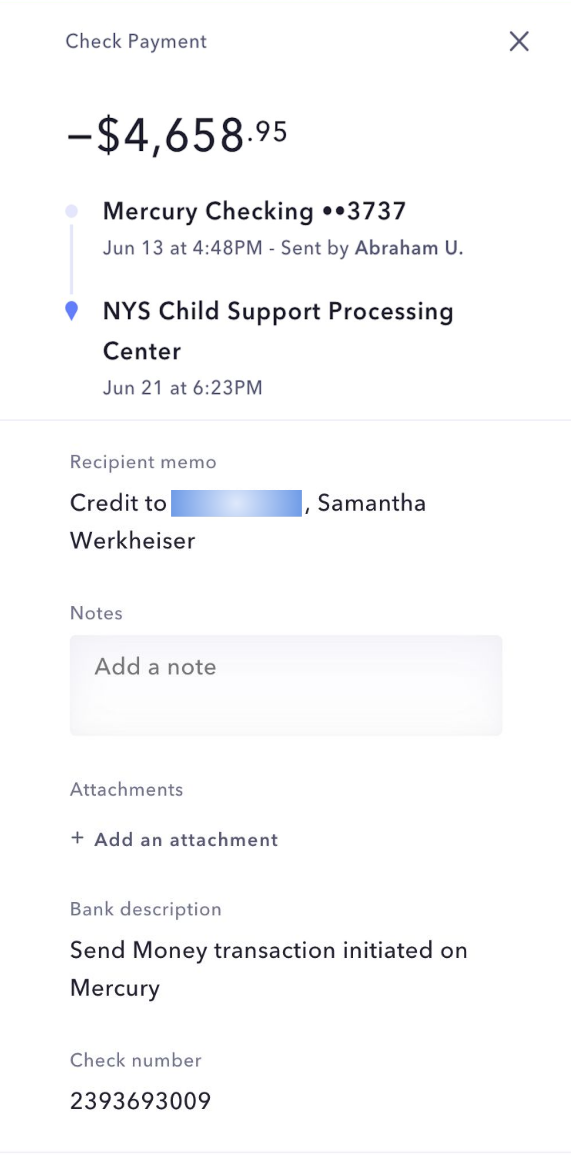 Check Payment
–$4,658.95
Mercury Checking ••3737
Jun 13 at 4:48PM - Sent by Abraham U.
NYS Child Support Processing
Center
Jun 21 at 6:23PM
Recipient memo
Credit to , Samantha
Werkheiser
Notes
Add a note
Attachments
+ Add an attachment
Bank description
Send Money transaction initiated on
Mercury
Check number
2393693009